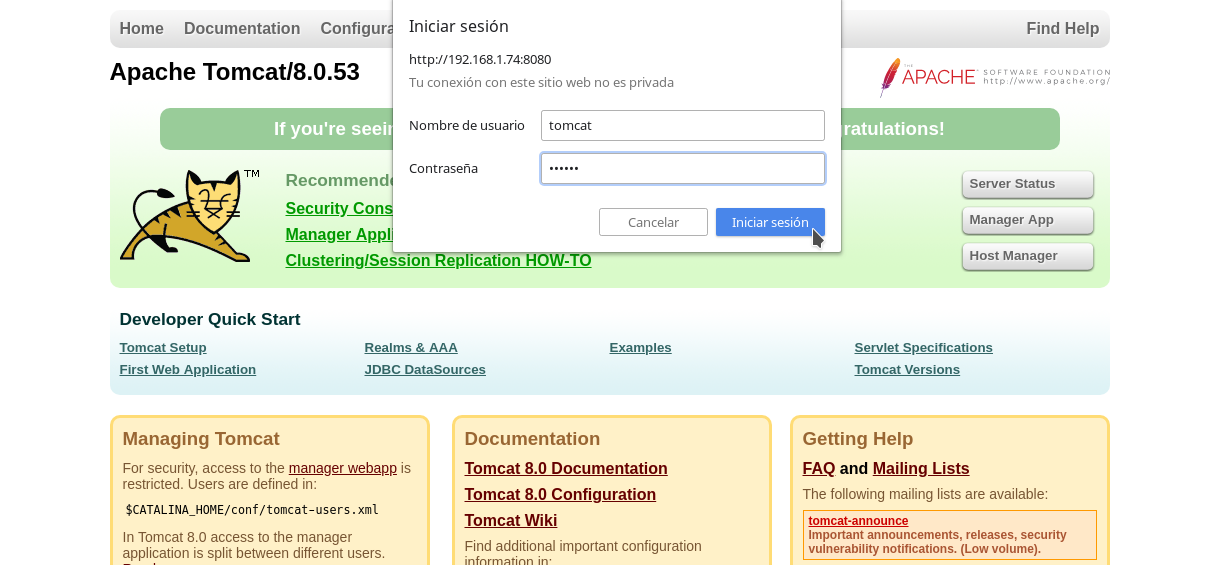 Home Documentation Configura Find Help
Iniciar sesión
http://192.168.1.74:8080
Tu conexión con este sitio web no es privada
Nombre de usuario tomcat
Contraseña ••••••
Cancelar Iniciar sesión
Apache Tomcat/8.0.53
THE APACHE SOFTWARE FOUNDATION
http://www.apache.org/
If you're seein ratulations!
TM
Recommende
Security Cons
Manager Appli
Clustering/Session Replication HOW-TO
Server Status
Manager App
Host Manager
Developer Quick Start
Tomcat Setup Realms & AAA Examples Servlet Specifications
First Web Application JDBC DataSources Tomcat Versions
Managing Tomcat
For security, access to the manager webapp is
restricted. Users are defined in:
$CATALINA_HOME/conf/tomcat-users.xml
In Tomcat 8.0 access to the manager
application is split between different users.
Documentation
Tomcat 8.0 Documentation
Tomcat 8.0 Configuration
Tomcat Wiki
Find additional important configuration
information in:
Getting Help
FAQ and Mailing Lists
The following mailing lists are available:
tomcat-announce
Important announcements, releases, security
vulnerability notifications. (Low volume).